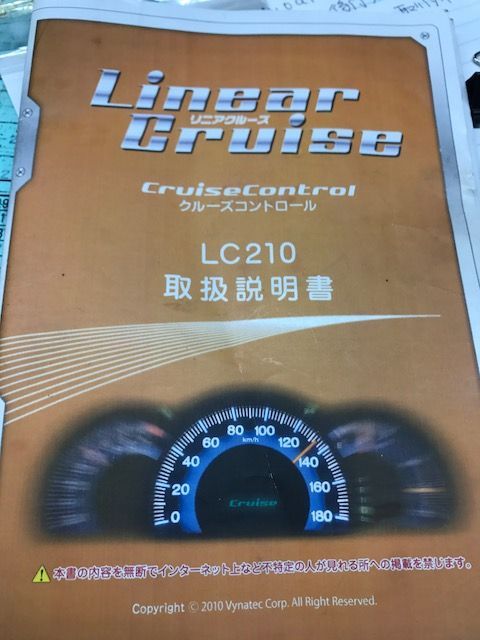 Linear
リニアクルーズ
Cruise
CruiseControl
クルーズコントロール
LC210
取扱説明書
0 20 40 60 80 100 120 140 160 180
km/h
Cruise
本書の内容を無断でインターネット上など不特定の人が見れる所への掲載を禁じます。
Copyright © 2010 Vynatec Corp. All Right Reserved.